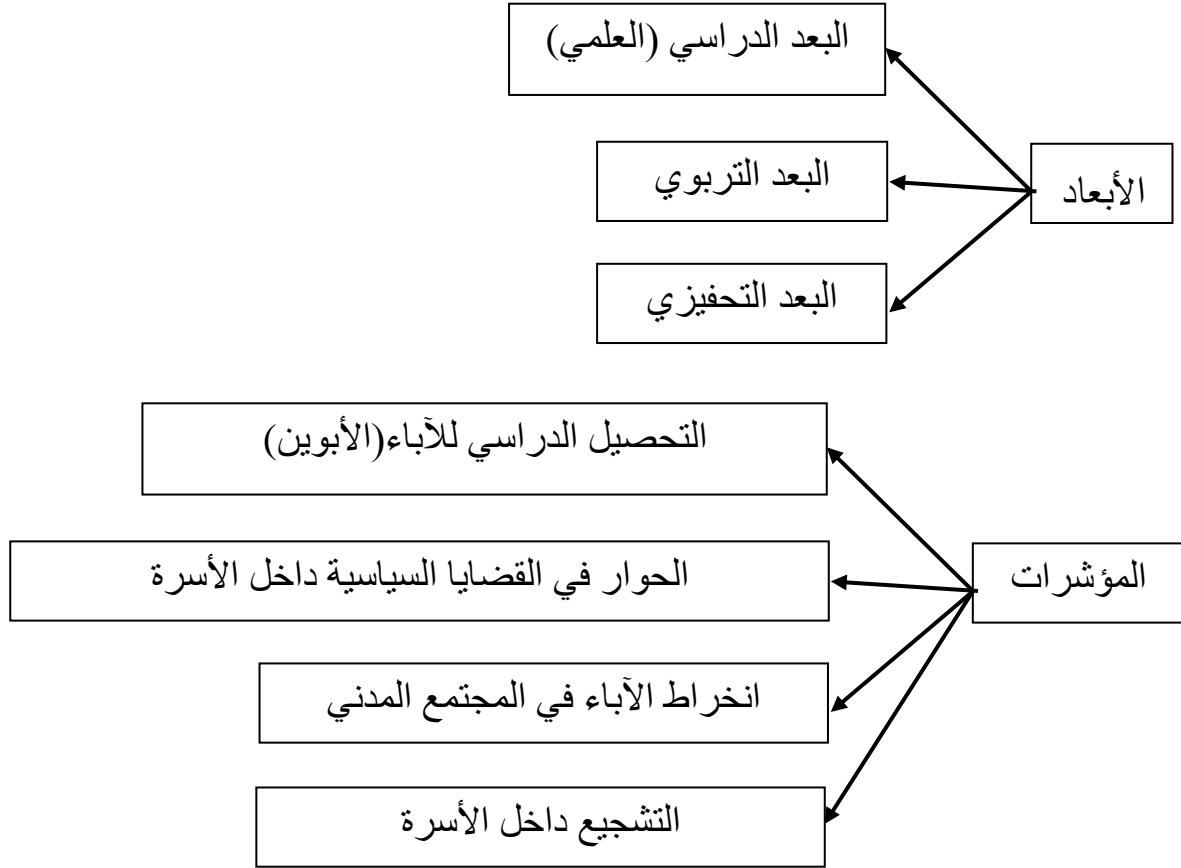 البعد الدراسي (العلمي)
الأبعاد
البعد التربوي
البعد التحفيزي
التحصيل الدراسي للآباء(الأبوين)
المؤشرات
الحوار في القضايا السياسية داخل الأسرة
انخراط الآباء في المجتمع المدني
التشجيع داخل الأسرة